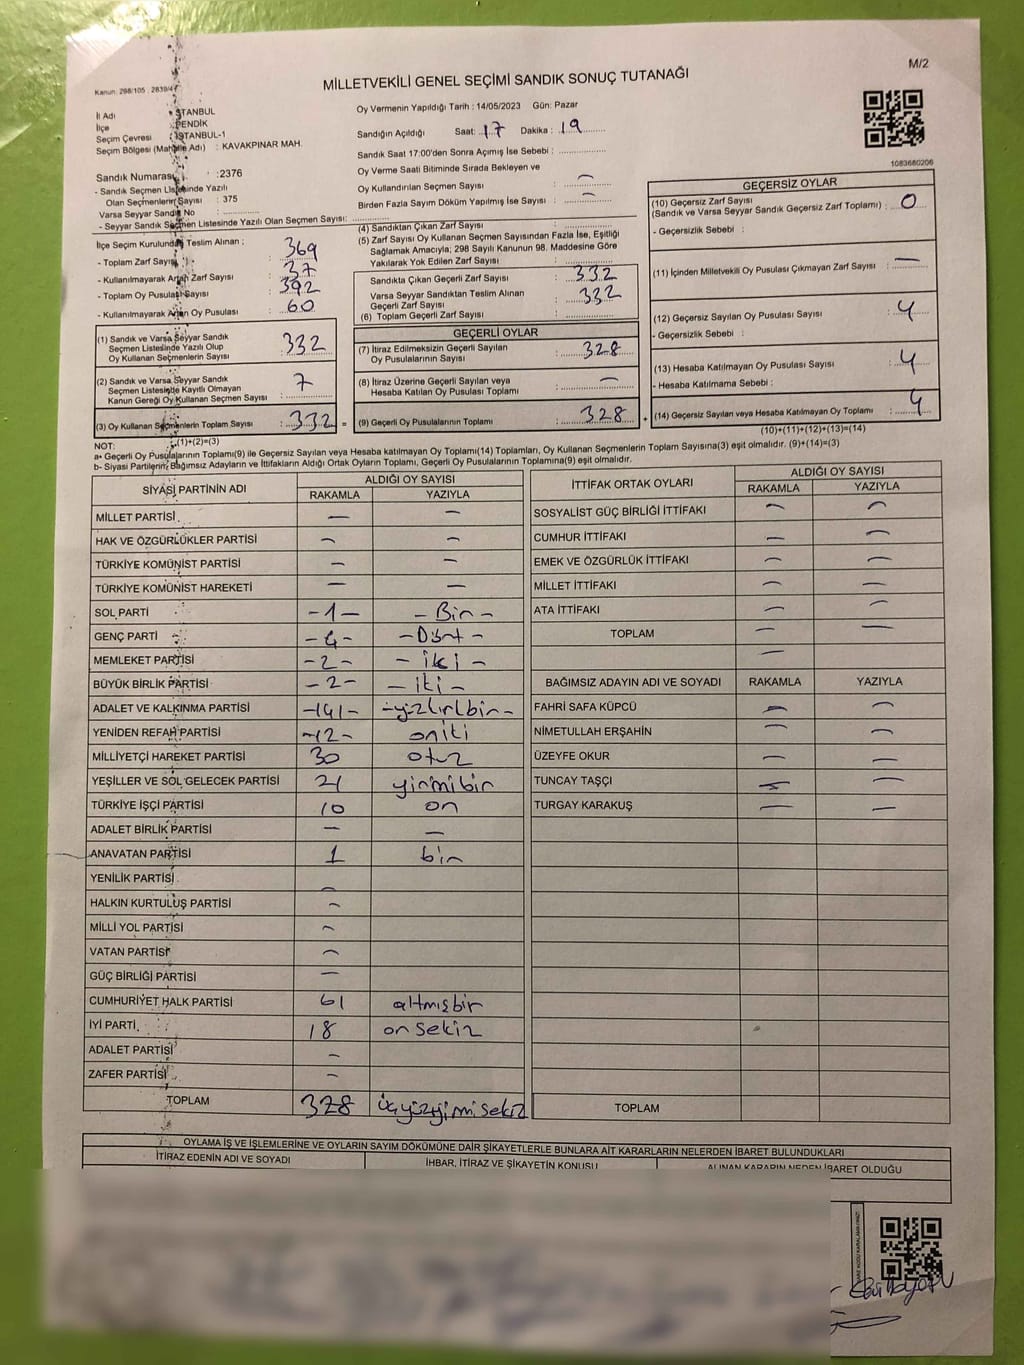 M/2
MİLLETVEKİLİ GENEL SEÇİMİ SANDIK SONUÇ TUTANAĞI
Kanun: 298/105 , 2839/4
İl Adı : İSTANBUL
İlçe : PENDİK
Seçim Çevresi : İSTANBUL-1
Seçim Bölgesi (Mahalle Adı) : KAVAKPINAR MAH.
Sandık Numarası :2376
- Sandık Seçmen Listesinde Yazılı
Olan Seçmenlerin Sayısı : 375
Varsa Seyyar Sandık No :
- Seyyar Sandık Seçmen Listesinde Yazılı Olan Seçmen Sayısı:
İlçe Seçim Kurulundan Teslim Alınan ;
- Toplam Zarf Sayısı : 369
- Kullanılmayarak Artan Zarf Sayısı : 37
- Toplam Oy Pusulası Sayısı : 392
- Kullanılmayarak Artan Oy Pusulası : 60
Oy Vermenin Yapıldığı Tarih : 14/05/2023 Gün: Pazar
Sandığın Açıldığı Saat: 17 Dakika : 19
Sandık Saat 17:00'den Sonra Açımış İse Sebebi :
Oy Verme Saati Bitiminde Sırada Bekleyen ve
Oy Kullandırılan Seçmen Sayısı : —
Birden Fazla Sayım Döküm Yapılmış İse Sayısı : —
(4) Sandıktan Çıkan Zarf Sayısı :
(5) Zarf Sayısı Oy Kullanan Seçmen Sayısından Fazla İse, Eşitliği
Sağlamak Amacıyla; 298 Sayılı Kanunun 98. Maddesine Göre
Yakılarak Yok Edilen Zarf Sayısı :
Sandıkta Çıkan Geçerli Zarf Sayısı : 332
Varsa Seyyar Sandıktan Teslim Alınan
Geçerli Zarf Sayısı : 332
(6) Toplam Geçerli Zarf Sayısı :
1083680206
GEÇERSİZ OYLAR
(10) Geçersiz Zarf Sayısı
(Sandık ve Varsa Seyyar Sandık Geçersiz Zarf Toplamı) : 0
- Geçersizlik Sebebi :
(11) İçinden Milletvekili Oy Pusulası Çıkmayan Zarf Sayısı : —
(12) Geçersiz Sayılan Oy Pusulası Sayısı : 4
- Geçersizlik Sebebi :
(13) Hesaba Katılmayan Oy Pusulası Sayısı : 4
- Hesaba Katılmama Sebebi :
(14) Geçersiz Sayılan veya Hesaba Katılmayan Oy Toplamı : 4
(10)+(11)+(12)+(13)=(14)
(1) Sandık ve Varsa Seyyar Sandık
Seçmen Listesinde Yazılı Olup
Oy Kullanan Seçmenlerin Sayısı : 332
(2) Sandık ve Varsa Seyyar Sandık
Seçmen Listesinde Kayıtlı Olmayan
Kanun Gereği Oy Kullanan Seçmen Sayısı : 7
(3) Oy Kullanan Seçmenlerin Toplam Sayısı : 332 =
(1)+(2)=(3)
GEÇERLİ OYLAR
(7) İtiraz Edilmeksizin Geçerli Sayılan
Oy Pusulalarının Sayısı : 328
(8) İtiraz Üzerine Geçerli Sayılan veya
Hesaba Katılan Oy Pusulası Toplamı : —
(9) Geçerli Oy Pusulalarının Toplamı : 328 +
NOT:
a- Geçerli Oy Pusulalarının Toplamı(9) ile Geçersiz Sayılan veya Hesaba katılmayan Oy Toplamı(14) Toplamları, Oy Kullanan Seçmenlerin Toplam Sayısına(3) eşit olmalıdır. (9)+(14)=(3)
b- Siyasi Partilerin, Bağımsız Adayların ve İttifakların Aldığı Ortak Oyların Toplamı, Geçerli Oy Pusulalarının Toplamına(9) eşit olmalıdır.
SİYASİ PARTİNİN ADI ALDIĞI OY SAYISI
RAKAMLA YAZIYLA
MİLLET PARTİSİ — —
HAK VE ÖZGÜRLÜKLER PARTİSİ — —
TÜRKİYE KOMÜNİST PARTİSİ — —
TÜRKİYE KOMÜNİST HAREKETİ — —
SOL PARTİ -1- -Bir-
GENÇ PARTİ -4- -Dört-
MEMLEKET PARTİSİ -2- -iki-
BÜYÜK BİRLİK PARTİSİ -2- -iki-
ADALET VE KALKINMA PARTİSİ -141- -yüzkırkbir-
YENİDEN REFAH PARTİSİ -12- oniki
MİLLİYETÇİ HAREKET PARTİSİ 30 otuz
YEŞİLLER VE SOL GELECEK PARTİSİ 21 yirmibir
TÜRKİYE İŞÇİ PARTİSİ 10 on
ADALET BİRLİK PARTİSİ — —
ANAVATAN PARTİSİ 1 bir
YENİLİK PARTİSİ —
HALKIN KURTULUŞ PARTİSİ —
MİLLİ YOL PARTİSİ —
VATAN PARTİSİ —
GÜÇ BİRLİĞİ PARTİSİ —
CUMHURİYET HALK PARTİSİ 61 altmışbir
İYİ PARTİ 18 onsekiz
ADALET PARTİSİ —
ZAFER PARTİSİ —
TOPLAM 328 üçyüzyirmisekiz
İTTİFAK ORTAK OYLARI ALDIĞI OY SAYISI
RAKAMLA YAZIYLA
SOSYALİST GÜÇ BİRLİĞİ İTTİFAKI — —
CUMHUR İTTİFAKI — —
EMEK VE ÖZGÜRLÜK İTTİFAKI — —
MİLLET İTTİFAKI — —
ATA İTTİFAKI — —
TOPLAM — —
—
BAĞIMSIZ ADAYIN ADI VE SOYADI RAKAMLA YAZIYLA
FAHRİ SAFA KÜPCÜ — —
NİMETULLAH ERŞAHİN — —
ÜZEYFE OKUR — —
TUNCAY TAŞÇI — —
TURGAY KARAKUŞ — —
TOPLAM
OYLAMA İŞ VE İŞLEMLERİNE VE OYLARIN SAYIM DÖKÜMÜNE DAİR ŞİKAYETLERLE BUNLARA AİT KARARLARIN NELERDEN İBARET BULUNDUKLARI
İTİRAZ EDENİN ADI VE SOYADI İHBAR, İTİRAZ VE ŞİKAYETİN KONUSU ALINAN KARARIN NEDEN İBARET OLDUĞU